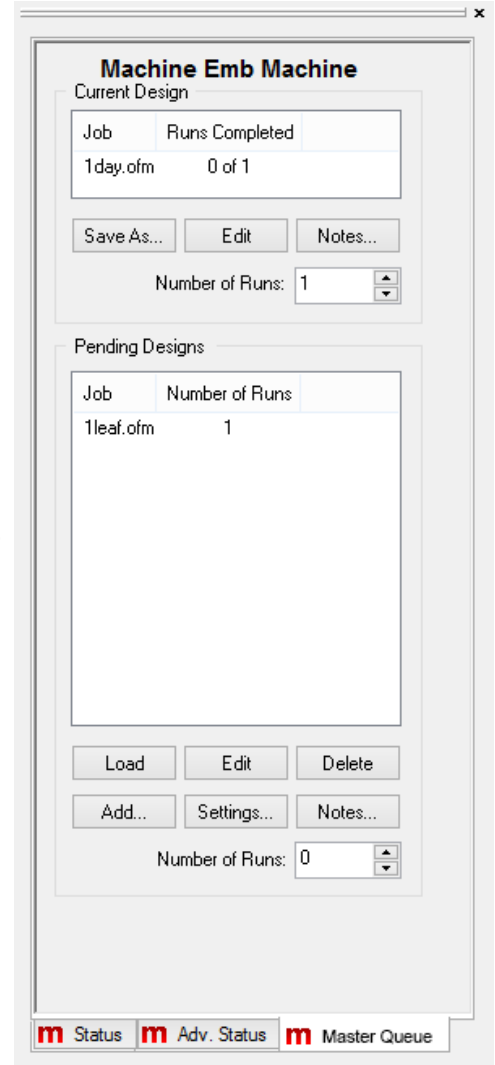 Machine Emb Machine
Current Design
Job Runs Completed
1day.ofm 0 of 1
Save As... Edit Notes...
Number of Runs: 1
Pending Designs
Job Number of Runs
1leaf.ofm 1
Load Edit Delete
Add... Settings... Notes...
Number of Runs: 0
m Status m Adv. Status m Master Queue